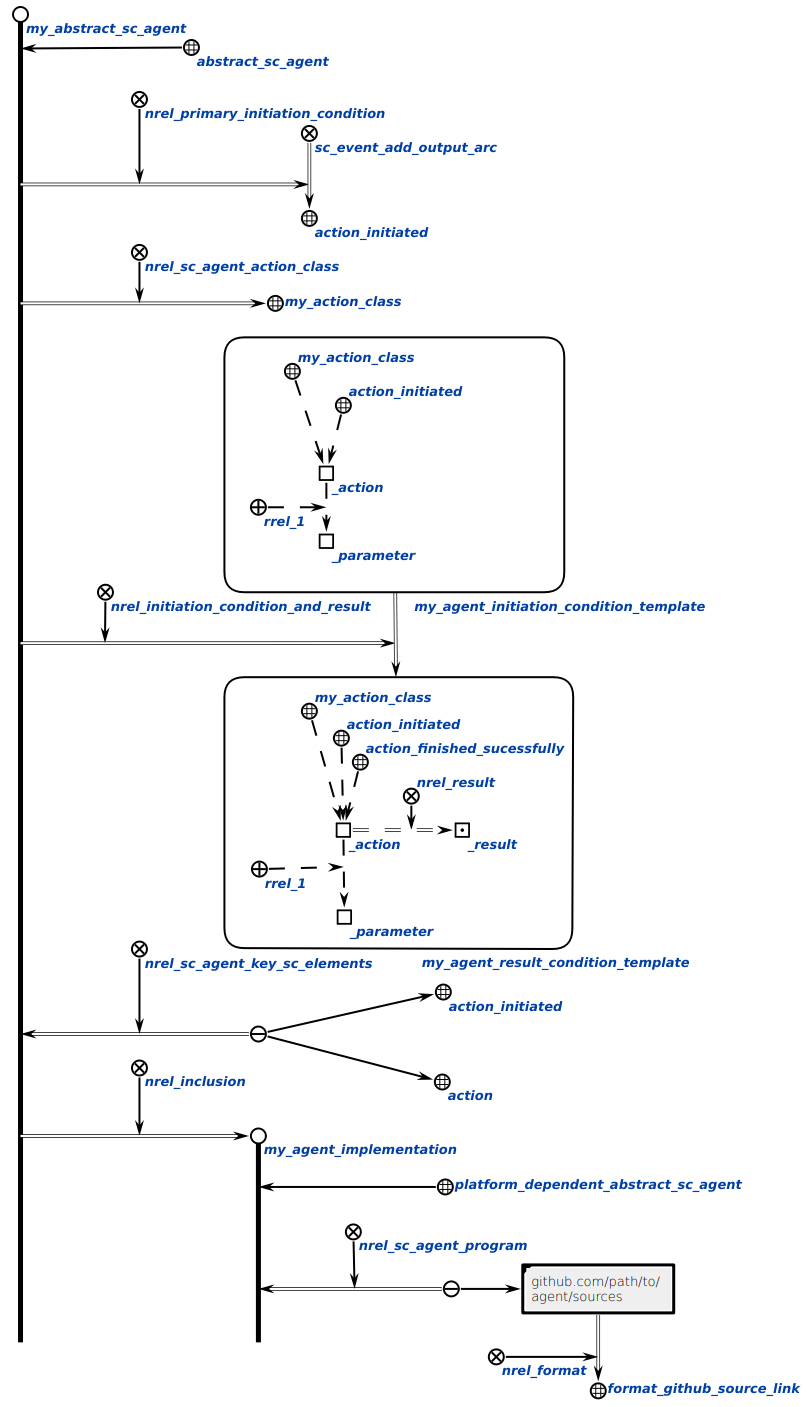 my_abstract_sc_agent
abstract_sc_agent
nrel_primary_initiation_condition
sc_event_add_output_arc
action_initiated
nrel_sc_agent_action_class
my_action_class
my_action_class
action_initiated
_action
rrel_1
_parameter
nrel_initiation_condition_and_result
my_agent_initiation_condition_template
my_action_class
action_initiated
action_finished_sucessfully
nrel_result
_action
_result
rrel_1
_parameter
nrel_sc_agent_key_sc_elements
my_agent_result_condition_template
action_initiated
nrel_inclusion
action
my_agent_implementation
platform_dependent_abstract_sc_agent
nrel_sc_agent_program
github.com/path/to/
agent/sources
nrel_format
format_github_source_link